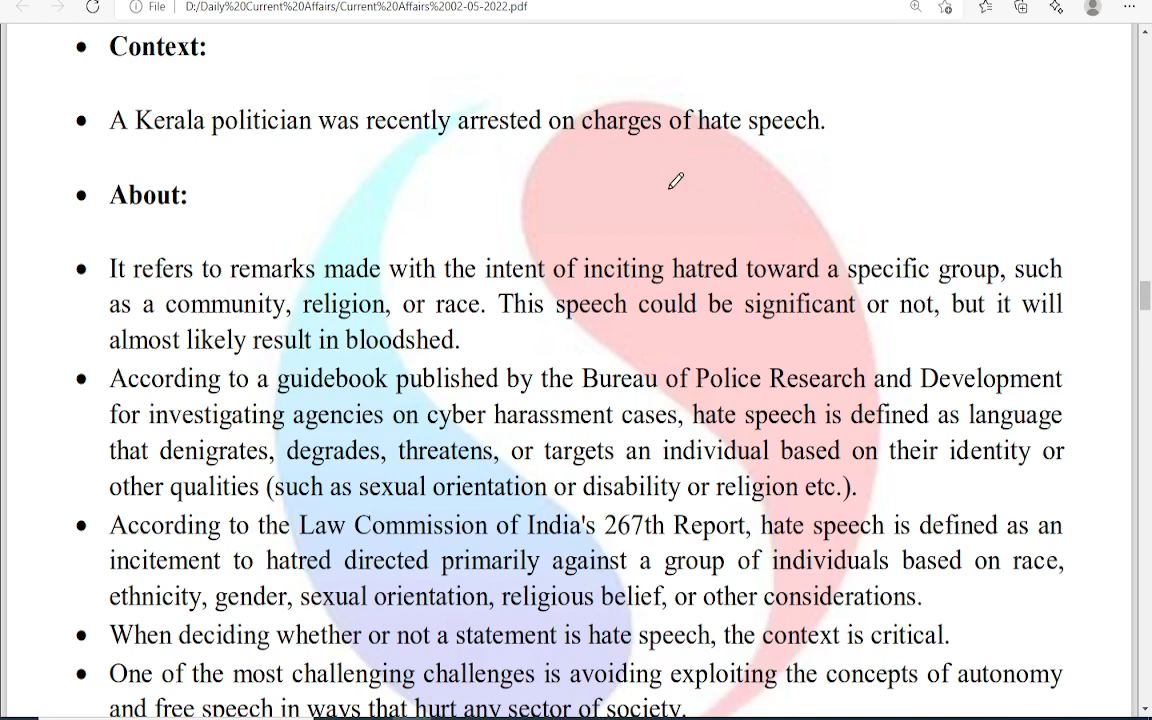 File
D:/Daily%20Current%20Affairs/Current%20Affairs%2002-05-2022.pdf
• Context:
• A Kerala politician was recently arrested on charges of hate speech.
• About:
• It refers to remarks made with the intent of inciting hatred toward a specific group, such
as a community, religion, or race. This speech could be significant or not, but it will
almost likely result in bloodshed.
• According to a guidebook published by the Bureau of Police Research and Development
for investigating agencies on cyber harassment cases, hate speech is defined as language
that denigrates, degrades, threatens, or targets an individual based on their identity or
other qualities (such as sexual orientation or disability or religion etc.).
• According to the Law Commission of India's 267th Report, hate speech is defined as an
incitement to hatred directed primarily against a group of individuals based on race,
ethnicity, gender, sexual orientation, religious belief, or other considerations.
• When deciding whether or not a statement is hate speech, the context is critical.
• One of the most challenging challenges is avoiding exploiting the concepts of autonomy
and free speech in ways that hurt any sector of society.